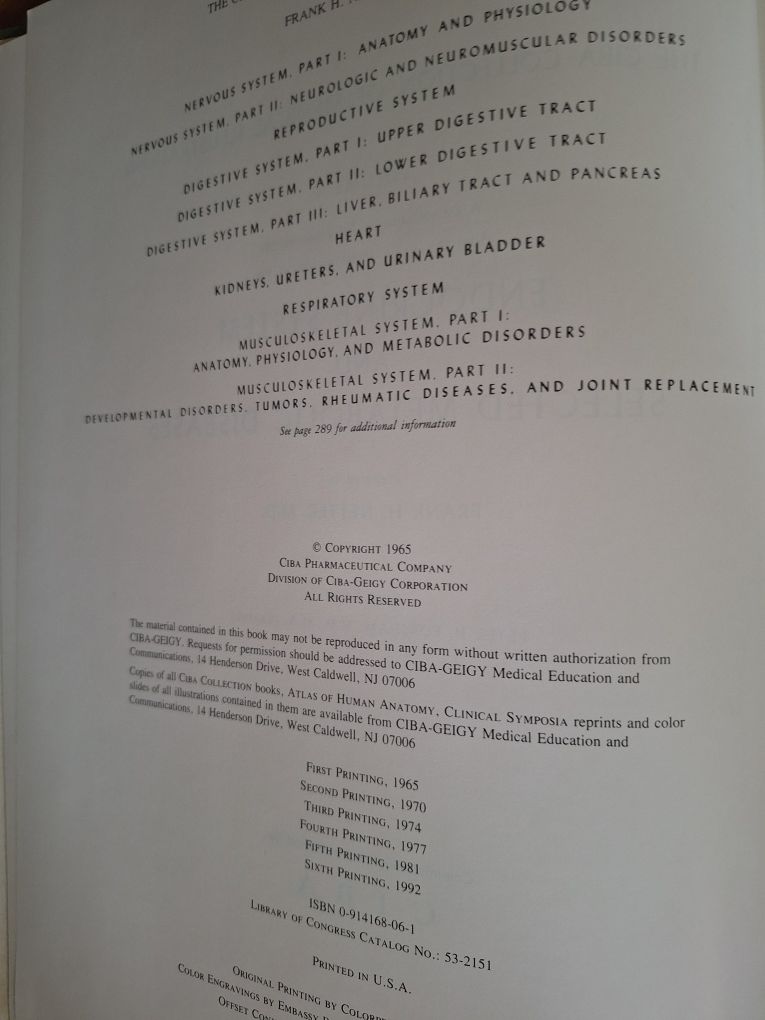 THE
FRANK H.
NERVOUS SYSTEM, PART I: ANATOMY AND PHYSIOLOGY
NERVOUS SYSTEM, PART II: NEUROLOGIC AND NEUROMUSCULAR DISORDERS
REPRODUCTIVE SYSTEM
DIGESTIVE SYSTEM, PART I: UPPER DIGESTIVE TRACT
DIGESTIVE SYSTEM, PART II: LOWER DIGESTIVE TRACT
DIGESTIVE SYSTEM, PART III: LIVER, BILIARY TRACT AND PANCREAS
HEART
KIDNEYS, URETERS, AND URINARY BLADDER
RESPIRATORY SYSTEM
MUSCULOSKELETAL SYSTEM, PART I:
ANATOMY, PHYSIOLOGY, AND METABOLIC DISORDERS
MUSCULOSKELETAL SYSTEM, PART II:
DEVELOPMENTAL DISORDERS, TUMORS, RHEUMATIC DISEASES, AND JOINT REPLACEMENT
See page 289 for additional information
© COPYRIGHT 1965
CIBA PHARMACEUTICAL COMPANY
DIVISION OF CIBA-GEIGY CORPORATION
ALL RIGHTS RESERVED
The material contained in this book may not be reproduced in any form without written authorization from
CIBA-GEIGY. Requests for permission should be addressed to CIBA-GEIGY Medical Education and
Communications, 14 Henderson Drive, West Caldwell, NJ 07006
Copies of all CIBA COLLECTION books, ATLAS OF HUMAN ANATOMY, CLINICAL SYMPOSIA reprints and color
slides of all illustrations contained in them are available from CIBA-GEIGY Medical Education and
Communications, 14 Henderson Drive, West Caldwell, NJ 07006
FIRST PRINTING, 1965
SECOND PRINTING, 1970
THIRD PRINTING, 1974
FOURTH PRINTING, 1977
FIFTH PRINTING, 1981
SIXTH PRINTING, 1992
ISBN 0-914168-06-1
LIBRARY OF CONGRESS CATALOG NO.: 53-2151
PRINTED IN U.S.A.
ORIGINAL PRINTING BY
COLOR ENGRAVINGS BY EMBASSY
OFFSET